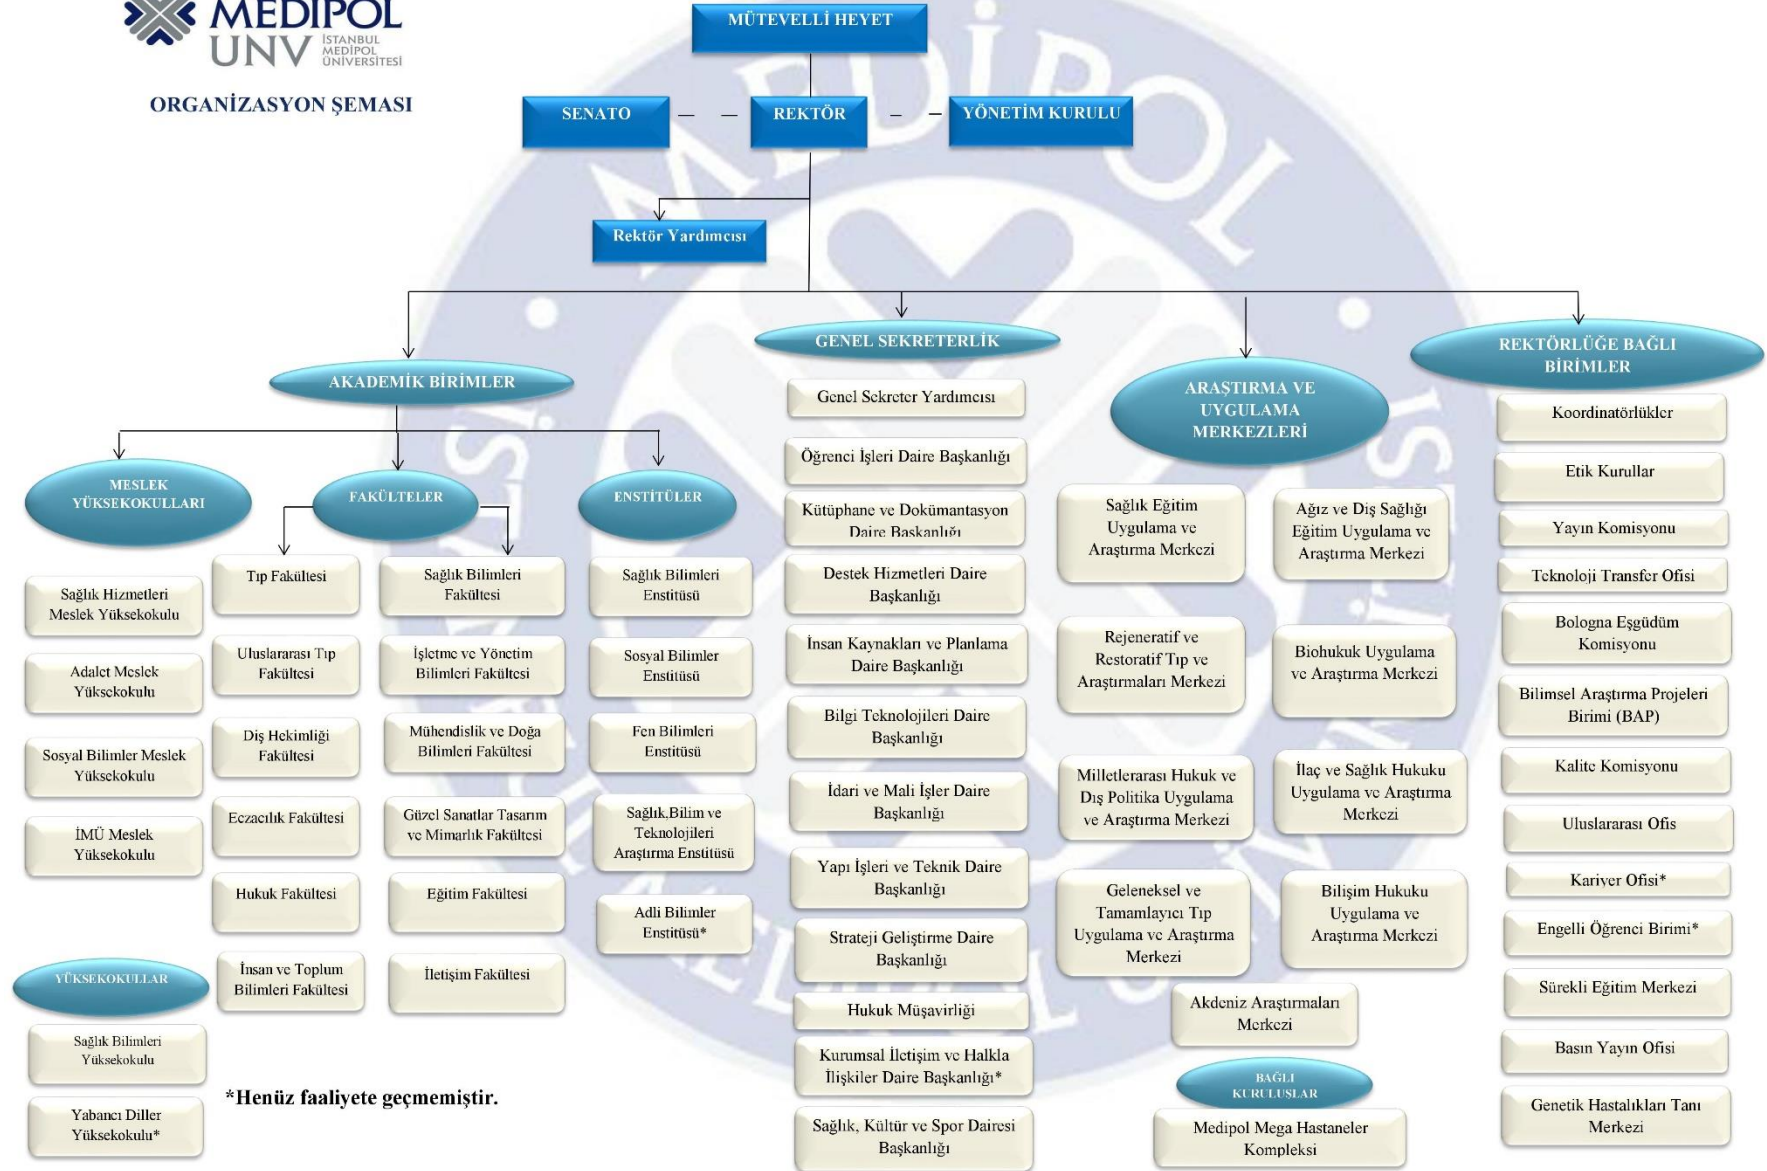 MEDIPOL
UNV
İSTANBUL
MEDİPOL
ÜNİVERSİTESİ
ORGANİZASYON ŞEMASI
MÜTEVELLİ HEYET
SENATO
REKTÖR
YÖNETİM KURULU
Rektör Yardımcısı
AKADEMİK BİRİMLER
MESLEK
YÜKSEKOKULLARI
Sağlık Hizmetleri
Meslek Yüksekokulu
Adalet Meslek
Yüksekokulu
Sosyal Bilimler Meslek
Yüksekokulu
İMÜ Meslek
Yüksekokulu
YÜKSEKOKULLAR
Sağlık Bilimleri
Yüksekokulu
Yabancı Diller
Yüksekokulu*
FAKÜLTELER
Tıp Fakültesi
Uluslararası Tıp
Fakültesi
Diş Hekimliği
Fakültesi
Eczacılık Fakültesi
Hukuk Fakültesi
İnsan ve Toplum
Bilimleri Fakültesi
Sağlık Bilimleri
Fakültesi
İşletme ve Yönetim
Bilimleri Fakültesi
Mühendislik ve Doğa
Bilimleri Fakültesi
Güzel Sanatlar Tasarım
ve Mimarlık Fakültesi
Eğitim Fakültesi
İletişim Fakültesi
ENSTİTÜLER
Sağlık Bilimleri
Enstitüsü
Sosyal Bilimler
Enstitüsü
Fen Bilimleri
Enstitüsü
Sağlık,Bilim ve
Teknolojileri
Araştırma Enstitüsü
Adli Bilimler
Enstitüsü*
*Henüz faaliyete geçmemiştir.
GENEL SEKRETERLİK
Genel Sekreter Yardımcısı
Öğrenci İşleri Daire Başkanlığı
Kütüphane ve Dokümantasyon
Daire Başkanlığı
Destek Hizmetleri Daire
Başkanlığı
İnsan Kaynakları ve Planlama
Daire Başkanlığı
Bilgi Teknolojileri Daire
Başkanlığı
İdari ve Mali İşler Daire
Başkanlığı
Yapı İşleri ve Teknik Daire
Başkanlığı
Strateji Geliştirme Daire
Başkanlığı
Hukuk Müşavirliği
Kurumsal İletişim ve Halkla
İlişkiler Daire Başkanlığı*
Sağlık, Kültür ve Spor Dairesi
Başkanlığı
ARAŞTIRMA VE
UYGULAMA
MERKEZLERİ
Sağlık Eğitim
Uygulama ve
Araştırma Merkezi
Ağız ve Diş Sağlığı
Eğitim Uygulama ve
Araştırma Merkezi
Rejeneratif ve
Restoratif Tıp ve
Araştırmaları Merkezi
Biohukuk Uygulama
ve Araştırma Merkezi
Milletlerarası Hukuk ve
Dış Politika Uygulama
ve Araştırma Merkezi
İlaç ve Sağlık Hukuku
Uygulama ve Araştırma
Merkezi
Geleneksel ve
Tamamlayıcı Tıp
Uygulama ve Araştırma
Merkezi
Bilişim Hukuku
Uygulama ve
Araştırma Merkezi
Akdeniz Araştırmaları
Merkezi
BAĞLI
KURULUŞLAR
Medipol Mega Hastaneler
Kompleksi
REKTÖRLÜĞE BAĞLI
BİRİMLER
Koordinatörlükler
Etik Kurullar
Yayın Komisyonu
Teknoloji Transfer Ofisi
Bologna Eşgüdüm
Komisyonu
Bilimsel Araştırma Projeleri
Birimi (BAP)
Kalite Komisyonu
Uluslararası Ofis
Kariyer Ofisi*
Engelli Öğrenci Birimi*
Sürekli Eğitim Merkezi
Basın Yayın Ofisi
Genetik Hastalıkları Tanı
Merkezi